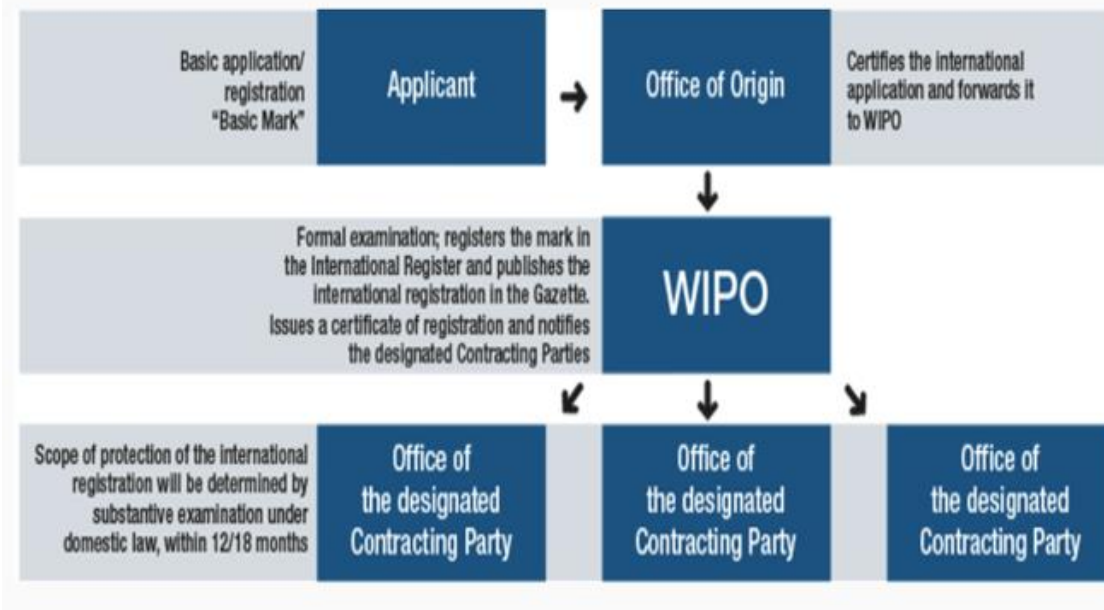 Basic application/
registration
“Basic Mark”
Applicant
Office of Origin
Certifies the international
application and forwards it
to WIPO
Formal examination; registers the mark in
the International Register and publishes the
international registration in the Gazette.
Issues a certificate of registration and notifies
the designated Contracting Parties
WIPO
Scope of protection of the international
registration will be determined by
substantive examination under
domestic law, within 12/18 months
Office of
the designated
Contracting Party
Office of
the designated
Contracting Party
Office of
the designated
Contracting Party